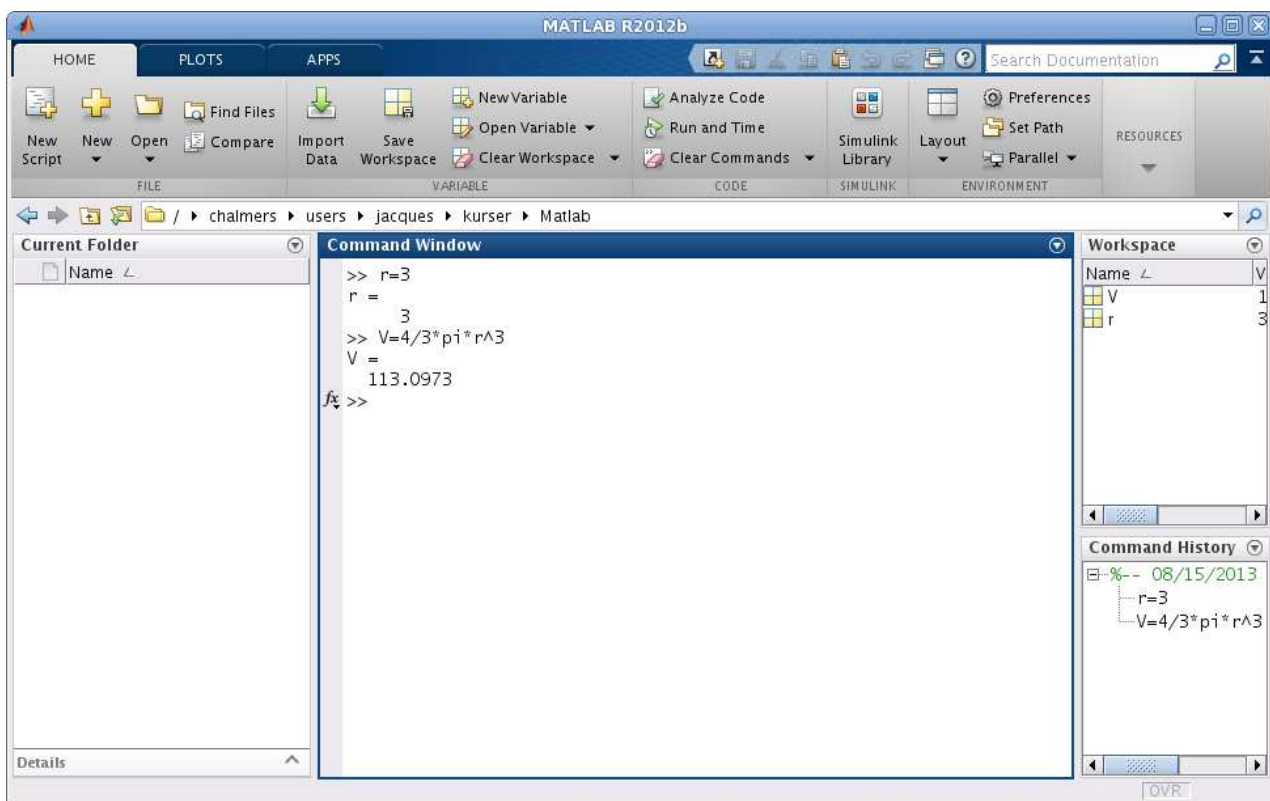 MATLAB R2012b
HOME PLOTS APPS Search Documentation
New Script
New
Open
Find Files
Compare
FILE
Import Data
Save Workspace
New Variable
Open Variable
Clear Workspace
VARIABLE
Analyze Code
Run and Time
Clear Commands
CODE
Simulink Library
SIMULINK
Layout
Preferences
Set Path
Parallel
ENVIRONMENT
RESOURCES
/ chalmers users jacques kurser Matlab
Current Folder
Name
Command Window
>> r=3
r =
3
>> V=4/3*pi*r^3
V =
113.0973
fx >>
Workspace
Name V
V 1
r 3
Command History
%-- 08/15/2013
r=3
V=4/3*pi*r^3
Details
OVR